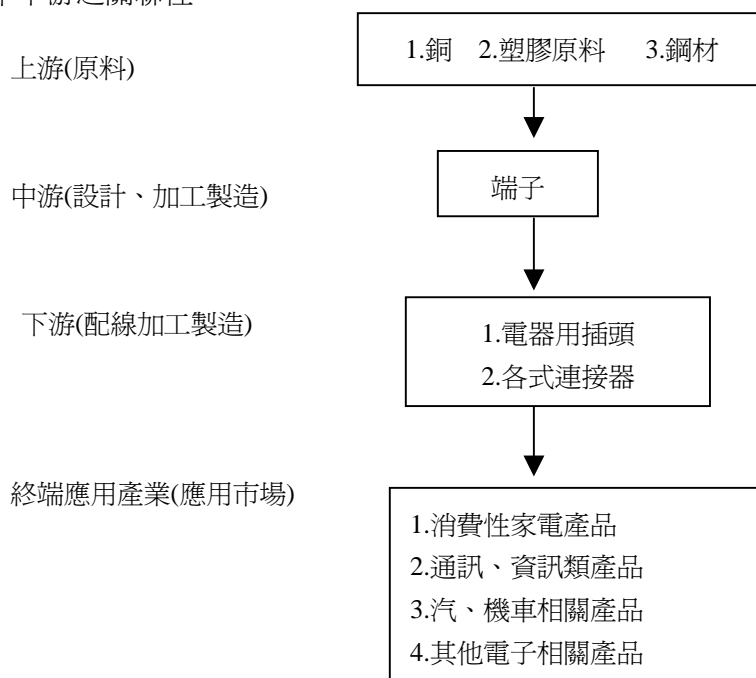 上游(原料)
1.銅 2.塑膠原料 3.鋼材
中游(設計、加工製造)
端子
下游(配線加工製造)
1.電器用插頭
2.各式連接器
終端應用產業(應用市場)
1.消費性家電產品
2.通訊、資訊類產品
3.汽、機車相關產品
4.其他電子相關產品